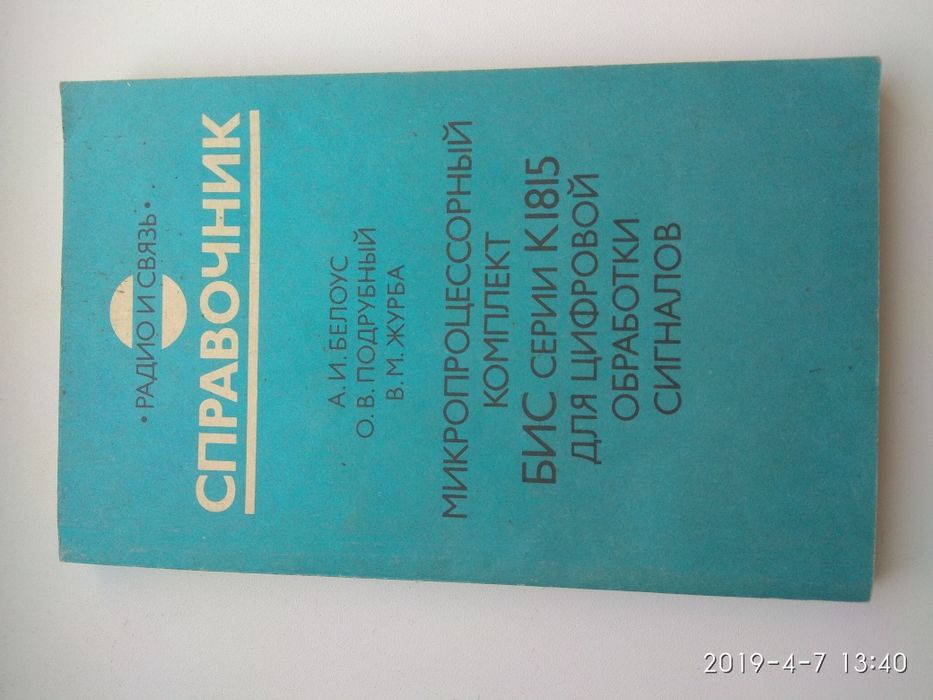 • РАДИО И СВЯЗЬ •
СПРАВОЧНИК
А. И. БЕЛОУС
О. В. ПОДРУБНЫЙ
В. М. ЖУРБА
МИКРОПРОЦЕССОРНЫЙ
КОМПЛЕКТ
БИС СЕРИИ К1815
ДЛЯ ЦИФРОВОЙ
ОБРАБОТКИ
СИГНАЛОВ
2019-4-7 13:40